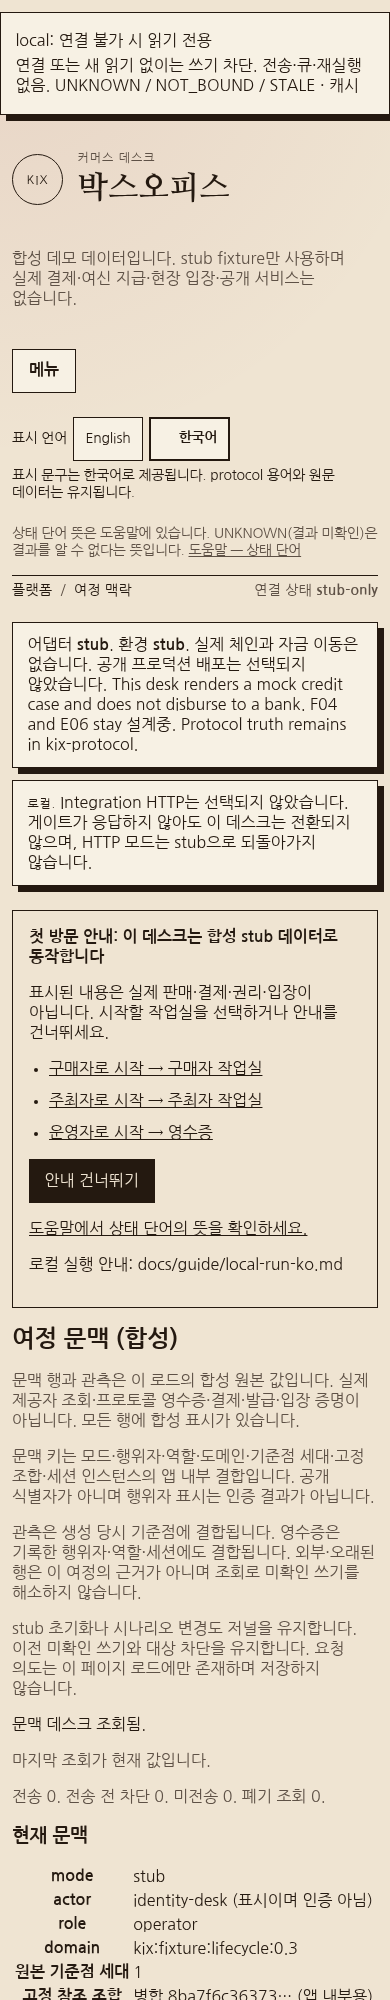 local: 연결 불가 시 읽기 전용
연결 또는 새 읽기 없이는 쓰기 차단. 전송·큐·재실행
없음. UNKNOWN / NOT_BOUND / STALE · 캐시
KIX
커머스 데스크
박스오피스
합성 데모 데이터입니다. stub fixture만 사용하며
실제 결제·여신 지급·현장 입장·공개 서비스는
없습니다.
메뉴
표시 언어
English
한국어
표시 문구는 한국어로 제공됩니다. protocol 용어와 원문
데이터는 유지됩니다.
상태 단어 뜻은 도움말에 있습니다. UNKNOWN(결과 미확인)은
결과를 알 수 없다는 뜻입니다. 도움말 — 상태 단어
플랫폼 / 여정 맥락
연결 상태 stub-only
어댑터 stub. 환경 stub. 실제 체인과 자금 이동은
없습니다. 공개 프로덕션 배포는 선택되지
않았습니다. This desk renders a mock credit
case and does not disburse to a bank. F04
and E06 stay 설계중. Protocol truth remains
in kix-protocol.
로컬. Integration HTTP는 선택되지 않았습니다.
게이트가 응답하지 않아도 이 데스크는 전환되지
않으며, HTTP 모드는 stub으로 되돌아가지
않습니다.
첫 방문 안내: 이 데스크는 합성 stub 데이터로
동작합니다
표시된 내용은 실제 판매·결제·권리·입장이
아닙니다. 시작할 작업실을 선택하거나 안내를
건너뛰세요.
• 구매자로 시작 → 구매자 작업실
• 주최자로 시작 → 주최자 작업실
• 운영자로 시작 → 영수증
안내 건너뛰기
도움말에서 상태 단어의 뜻을 확인하세요.
로컬 실행 안내: docs/guide/local-run-ko.md
여정 문맥 (합성)
문맥 행과 관측은 이 로드의 합성 원본 값입니다. 실제
제공자 조회·프로토콜 영수증·결제·발급·입장 증명이
아닙니다. 모든 행에 합성 표시가 있습니다.
문맥 키는 모드·행위자·역할·도메인·기준점 세대·고정
조합·세션 인스턴스의 앱 내부 결합입니다. 공개
식별자가 아니며 행위자 표시는 인증 결과가 아닙니다.
관측은 생성 당시 기준점에 결합됩니다. 영수증은
기록한 행위자·역할·세션에도 결합됩니다. 외부·오래된
행은 이 여정의 근거가 아니며 조회로 미확인 쓰기를
해소하지 않습니다.
stub 초기화나 시나리오 변경도 저널을 유지합니다.
이전 미확인 쓰기와 대상 차단을 유지합니다. 요청
의도는 이 페이지 로드에만 존재하며 저장하지
않습니다.
문맥 데스크 조회됨.
마지막 조회가 현재 값입니다.
전송 0. 전송 전 차단 0. 미전송 0. 폐기 조회 0.
현재 문맥
mode stub
actor identity-desk (표시이며 인증 아님)
role operator
domain kix:fixture:lifecycle:0.3
원본 기준점 세대 1
고정 참조 조합 병합 8ba7f6c36373… (앱 내부용)